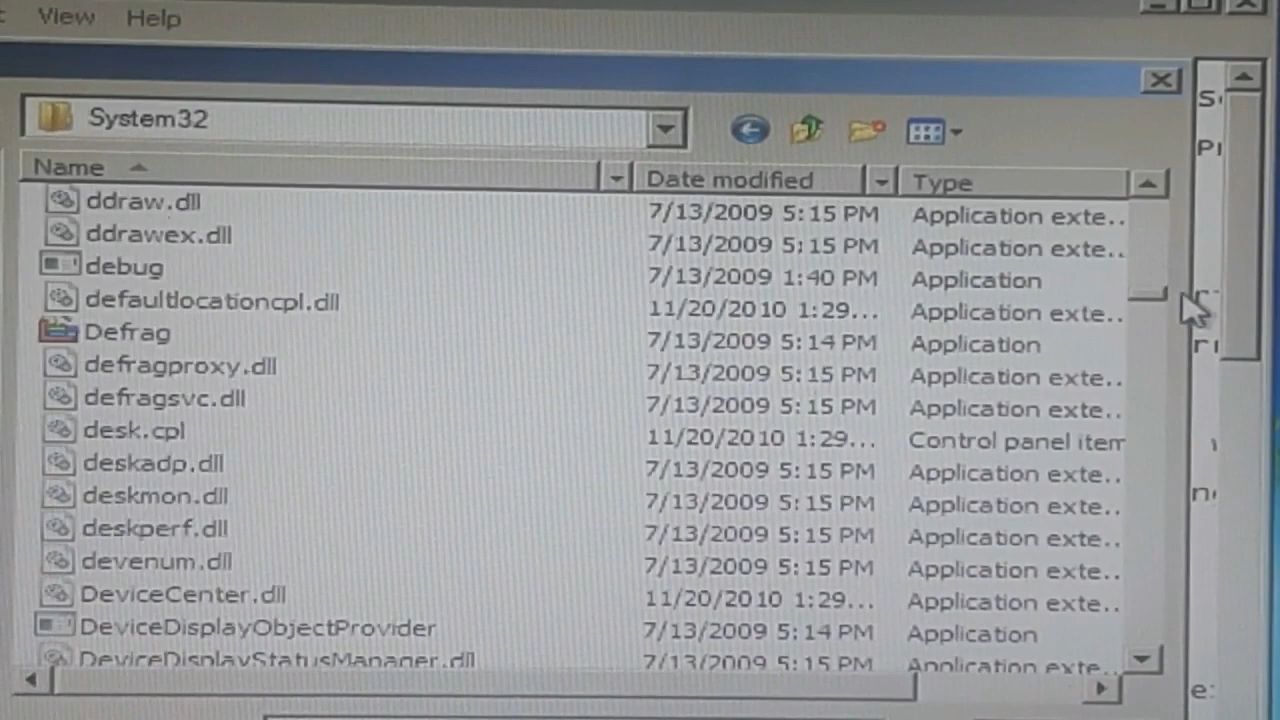 View Help
System32
Name Date modified Type
ddraw.dll 7/13/2009 5:15 PM Application exte..
ddrawex.dll 7/13/2009 5:15 PM Application exte..
debug 7/13/2009 1:40 PM Application
defaultlocationcpl.dll 11/20/2010 1:29... Application exte..
Defrag 7/13/2009 5:14 PM Application
defragproxy.dll 7/13/2009 5:15 PM Application exte..
defragsvc.dll 7/13/2009 5:15 PM Application exte..
desk.cpl 11/20/2010 1:29... Control panel item
deskadp.dll 7/13/2009 5:15 PM Application exte..
deskmon.dll 7/13/2009 5:15 PM Application exte..
deskperf.dll 7/13/2009 5:15 PM Application exte..
devenum.dll 7/13/2009 5:15 PM Application exte..
DeviceCenter.dll 11/20/2010 1:29... Application exte..
DeviceDisplayObjectProvider 7/13/2009 5:14 PM Application
DeviceDisplayStatusManager.dll 7/13/2009 5:15 PM Application exte..